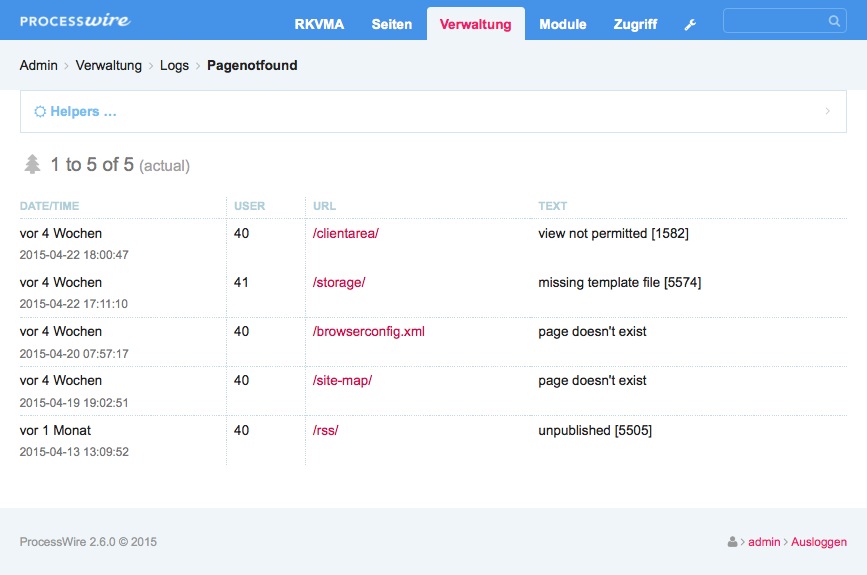 PROCESSwire RKVMA Seiten Verwaltung Module Zugriff
Admin > Verwaltung > Logs > Pagenotfound
Helpers ...
1 to 5 of 5 (actual)
DATE/TIME USER URL TEXT
vor 4 Wochen 40 /clientarea/ view not permitted [1582]
2015-04-22 18:00:47
vor 4 Wochen 41 /storage/ missing template file [5574]
2015-04-22 17:11:10
vor 4 Wochen 40 /browserconfig.xml page doesn't exist
2015-04-20 07:57:17
vor 4 Wochen 40 /site-map/ page doesn't exist
2015-04-19 19:02:51
vor 1 Monat 40 /rss/ unpublished [5505]
2015-04-13 13:09:52
ProcessWire 2.6.0 © 2015 > admin > Ausloggen